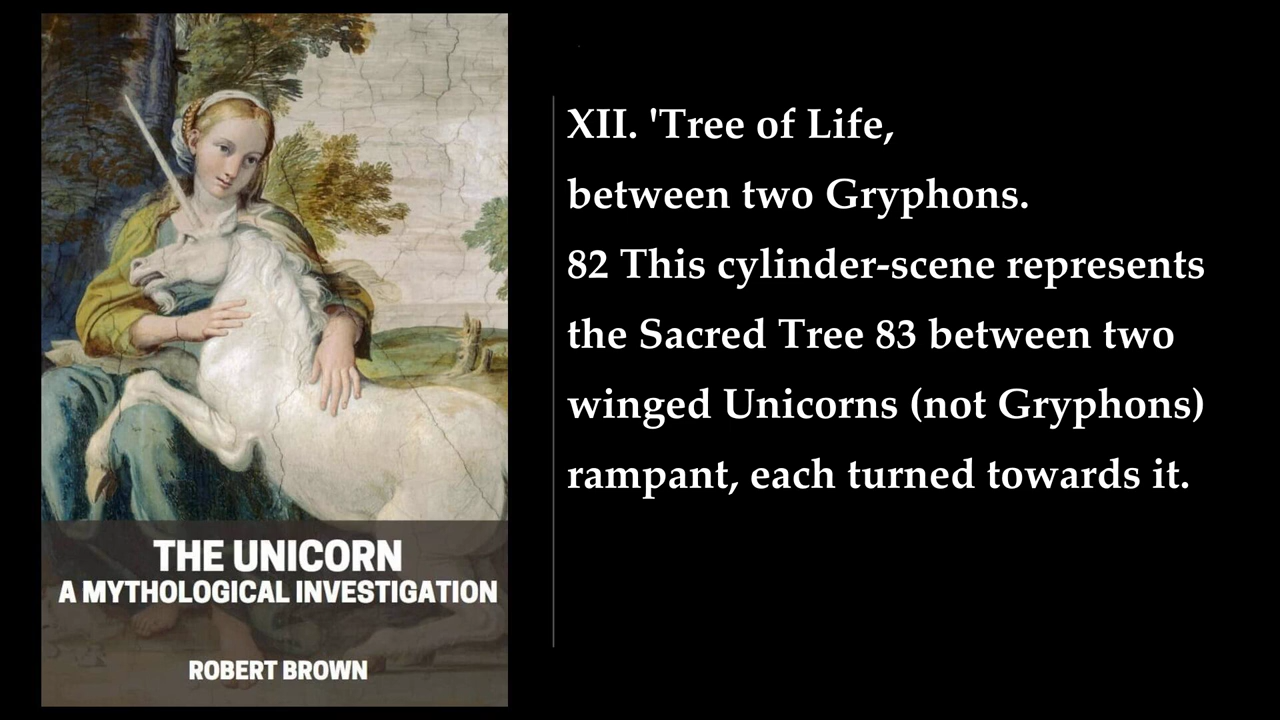 XII. 'Tree of Life,
between two Gryphons.
82 This cylinder-scene represents
the Sacred Tree 83 between two
winged Unicorns (not Gryphons)
rampant, each turned towards it.
THE UNICORN
A MYTHOLOGICAL INVESTIGATION
ROBERT BROWN